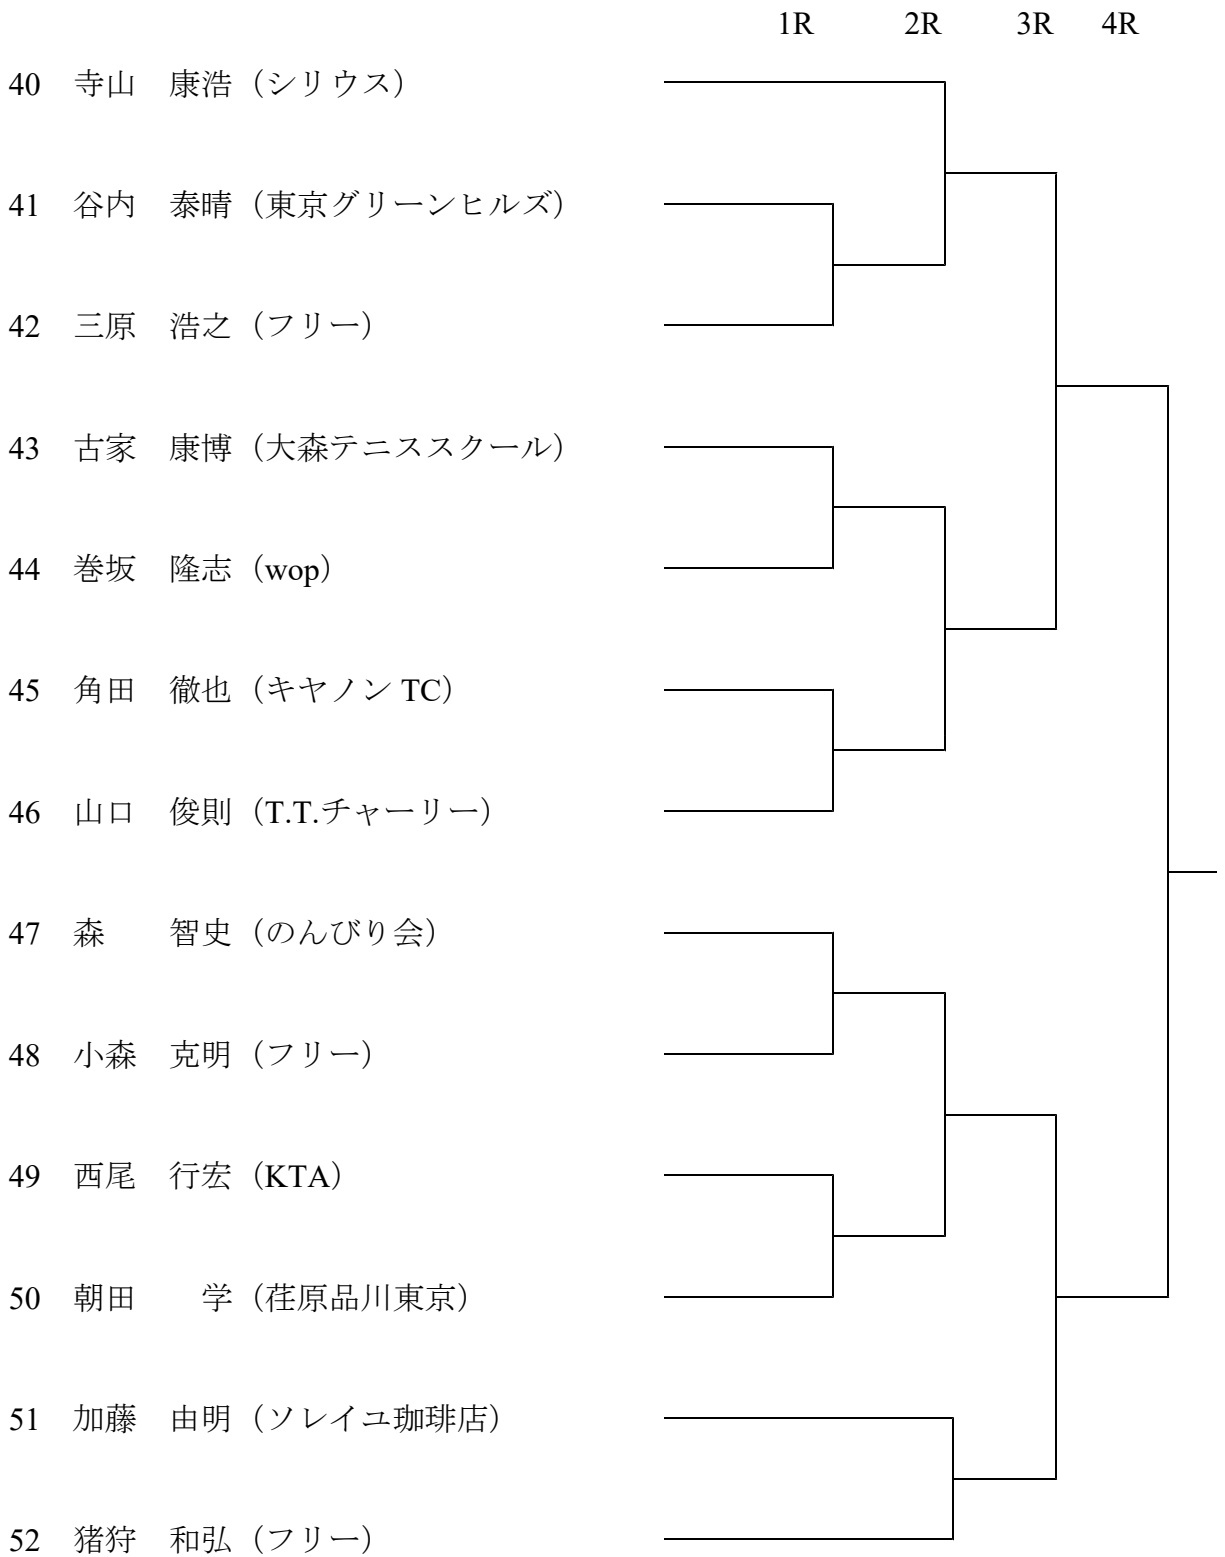 1R 2R 3R 4R
40 寺山　康浩（シリウス）
41 谷内　泰晴（東京グリーンヒルズ）
42 三原　浩之（フリー）
43 古家　康博（大森テニススクール）
44 巻坂　隆志（wop）
45 角田　徹也（キヤノン TC）
46 山口　俊則（T.T.チャーリー）
47 森　　智史（のんびり会）
48 小森　克明（フリー）
49 西尾　行宏（KTA）
50 朝田　　学（荏原品川東京）
51 加藤　由明（ソレイユ珈琲店）
52 猪狩　和弘（フリー）